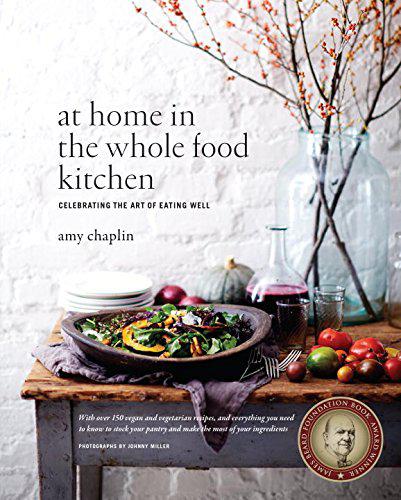 at home in
the whole food
kitchen
CELEBRATING THE ART OF EATING WELL
amy chaplin
With over 150 vegan and vegetarian recipes, and everything you need
to know to stock your pantry and make the most of your ingredients
PHOTOGRAPHS BY JOHNNY MILLER
JAMES BEARD FOUNDATION BOOK AWARD WINNER